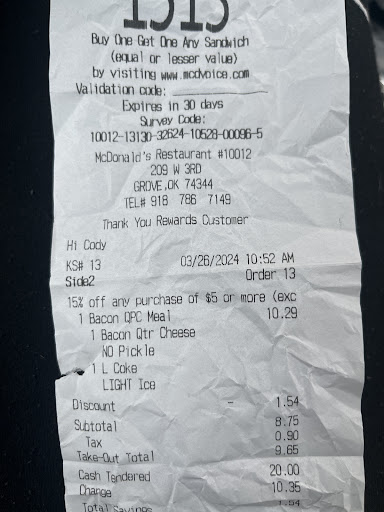 1313
Buy One Get One Any Sandwich
(equal or lesser value)
by visiting www.mcdvoice.com
Validation code:
Expires in 30 days
Survey Code:
10012-13130-32624-10528-00096-5
McDonald's Restaurant #10012
209 W 3RD
GROVE,OK 74344
TEL# 918 786 7149
Thank You Rewards Customer
Hi Cody
KS# 13 03/26/2024 10:52 AM
Side2 Order 13
15% off any purchase of $5 or more (exc
1 Bacon QPC Meal 10.29
1 Bacon Qtr Cheese
NO Pickle
1 L Coke
LIGHT Ice
Discount - 1.54
Subtotal 8.75
Tax 0.90
Take-Out Total 9.65
Cash Tendered 20.00
Change 10.35
Total Savings 1.54